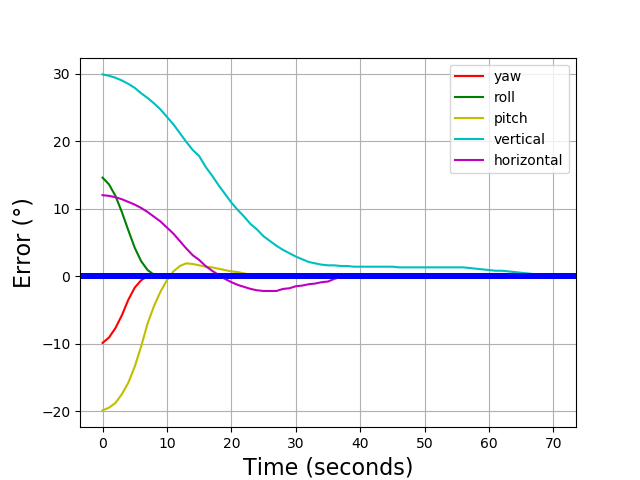 30
20
10
0
−10
−20
Error (°)
0 10 20 30 40 50 60 70
Time (seconds)
yaw
roll
pitch
vertical
horizontal